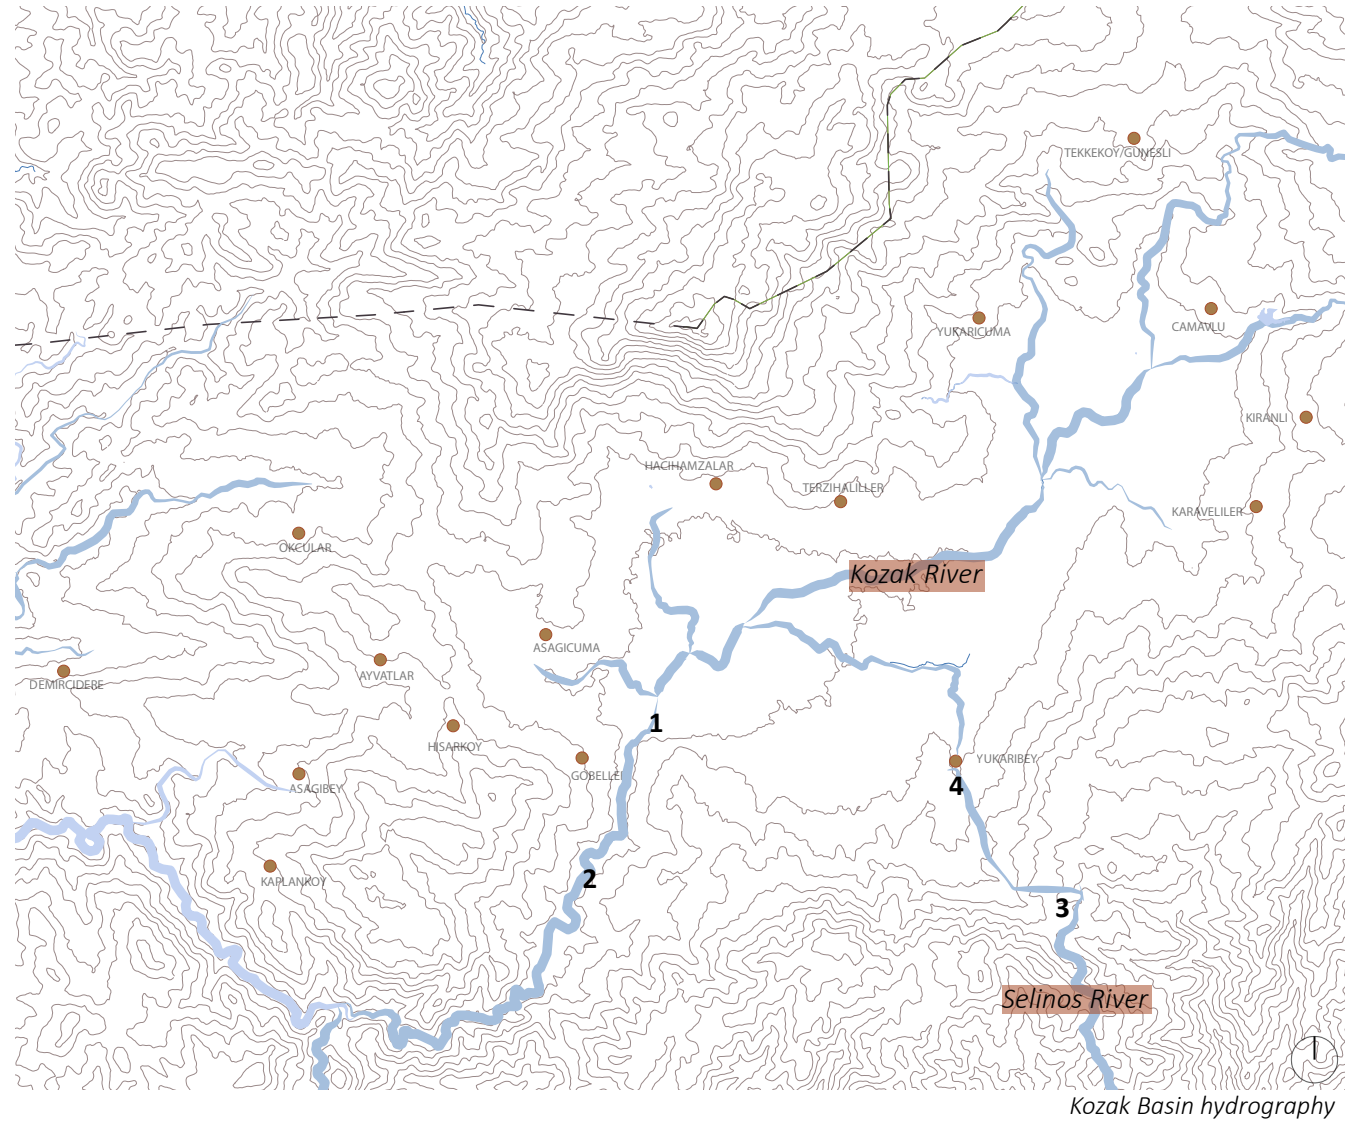 TEKKEKOY/GUNESLI
YUKARICUMA
CAMAVLU
KIRANLI
HACIHAMZALAR
TERZIHALILLER
KARAVELILER
OKCULAR
Kozak River
ASAGICUMA
AYVATLAR
DEMIRCIDERE
1
HISARKOY
GOBELLER
YUKARIBEY
4
ASAGIBEY
KAPLANKOY
2
3
Selinos River
Kozak Basin hydrography